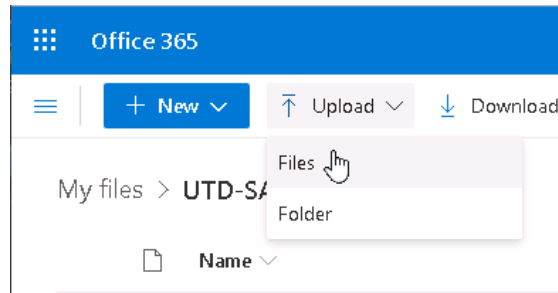 Office 365
New Upload Download
Files
My files > UTD-SA
Folder
Name